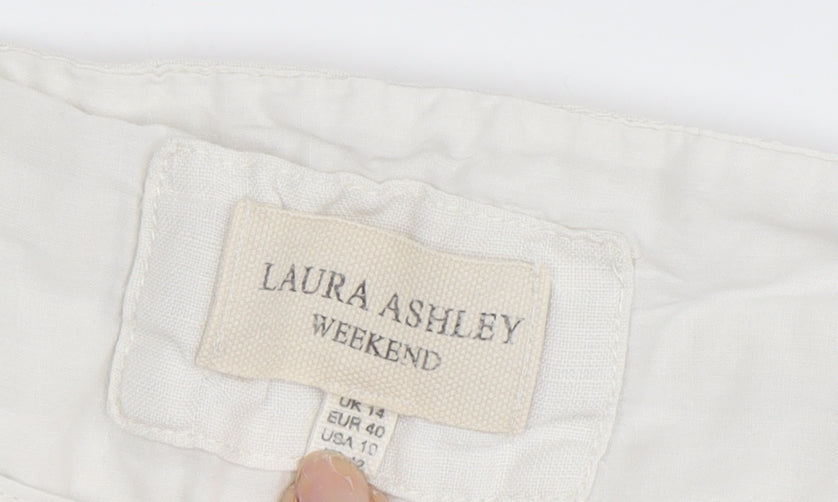 LAURA ASHLEY
WEEKEND
UK 14
EUR 40
USA 10